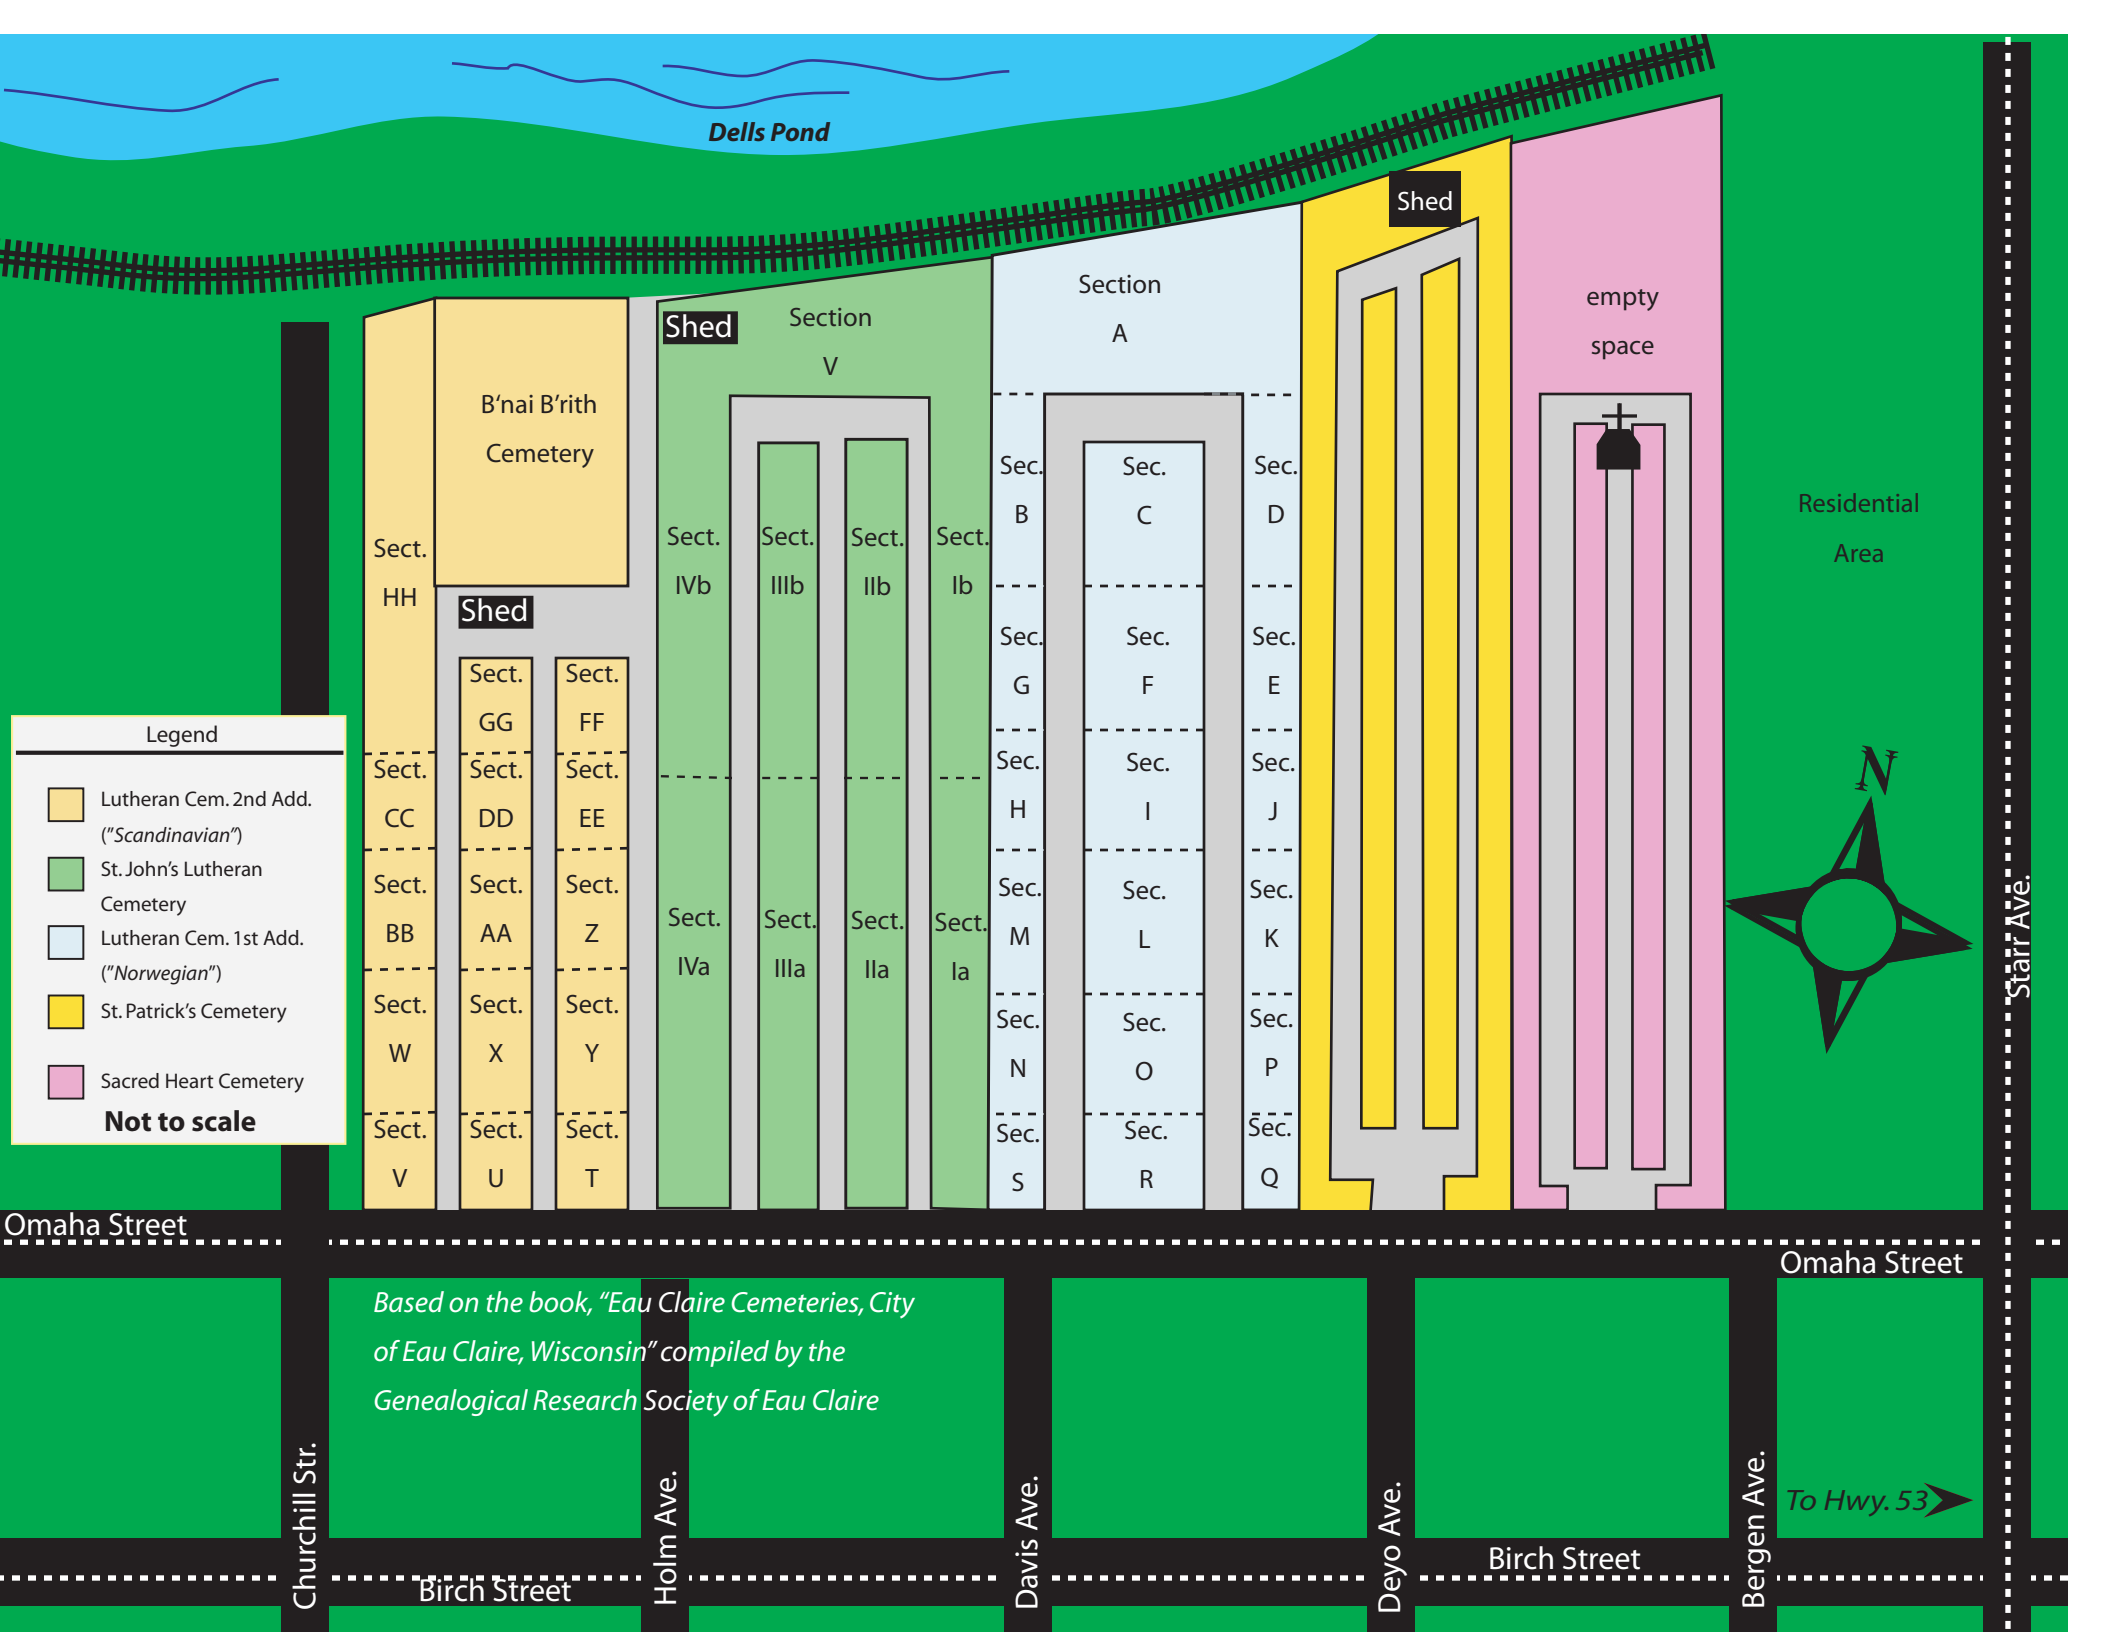 Dells Pond
Shed
Section
A
empty
space
Shed
Section
V
B‘nai B’rith
Cemetery
Sec.
B
Sec.
C
Sec.
D
Residential
Area
Sect.
HH
Sect.
IVb
Sect.
IIIb
Sect.
IIb
Sect.
Ib
Shed
Sec.
G
Sec.
F
Sec.
E
Sect.
GG
Sect.
FF
Sect.
CC
Sect.
DD
Sect.
EE
Sec.
H
Sec.
I
Sec.
J
N
Legend
Lutheran Cem. 2nd Add.
("Scandinavian")
St. John's Lutheran
Cemetery
Lutheran Cem. 1st Add.
("Norwegian")
St. Patrick's Cemetery
Sacred Heart Cemetery
Not to scale
Sect.
BB
Sect.
AA
Sect.
Z
Sect.
IVa
Sect.
IIIa
Sect.
IIa
Sect.
Ia
Sec.
M
Sec.
L
Sec.
K
Starr Ave.
Sect.
W
Sect.
X
Sect.
Y
Sec.
N
Sec.
O
Sec.
P
Sect.
V
Sect.
U
Sect.
T
Sec.
S
Sec.
R
Sec.
Q
Omaha Street
Omaha Street
Based on the book, “Eau Claire Cemeteries, City
of Eau Claire, Wisconsin” compiled by the
Genealogical Research Society of Eau Claire
Churchill Str.
Holm Ave.
Davis Ave.
Deyo Ave.
Bergen Ave.
To Hwy. 53
Birch Street
Birch Street